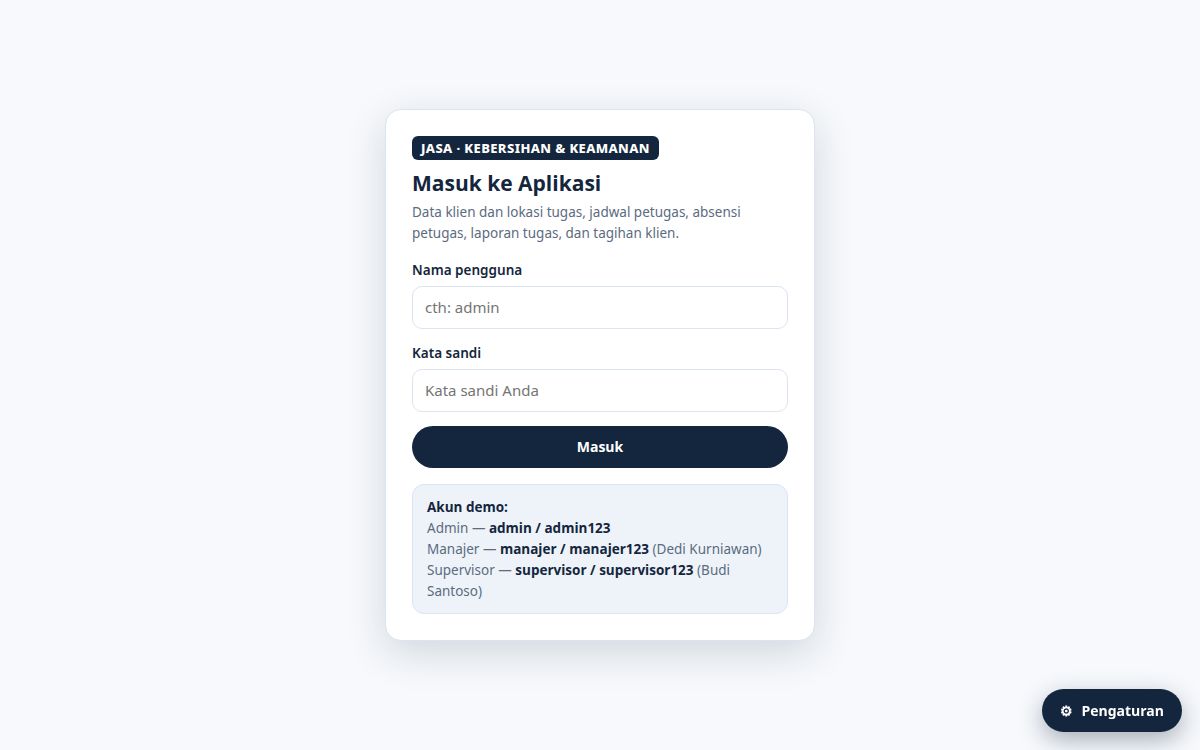 JASA · KEBERSIHAN & KEAMANAN
Masuk ke Aplikasi
Data klien dan lokasi tugas, jadwal petugas, absensi
petugas, laporan tugas, dan tagihan klien.
Nama pengguna
cth: admin
Kata sandi
Kata sandi Anda
Masuk
Akun demo:
Admin — admin / admin123
Manajer — manajer / manajer123 (Dedi Kurniawan)
Supervisor — supervisor / supervisor123 (Budi
Santoso)
⚙ Pengaturan